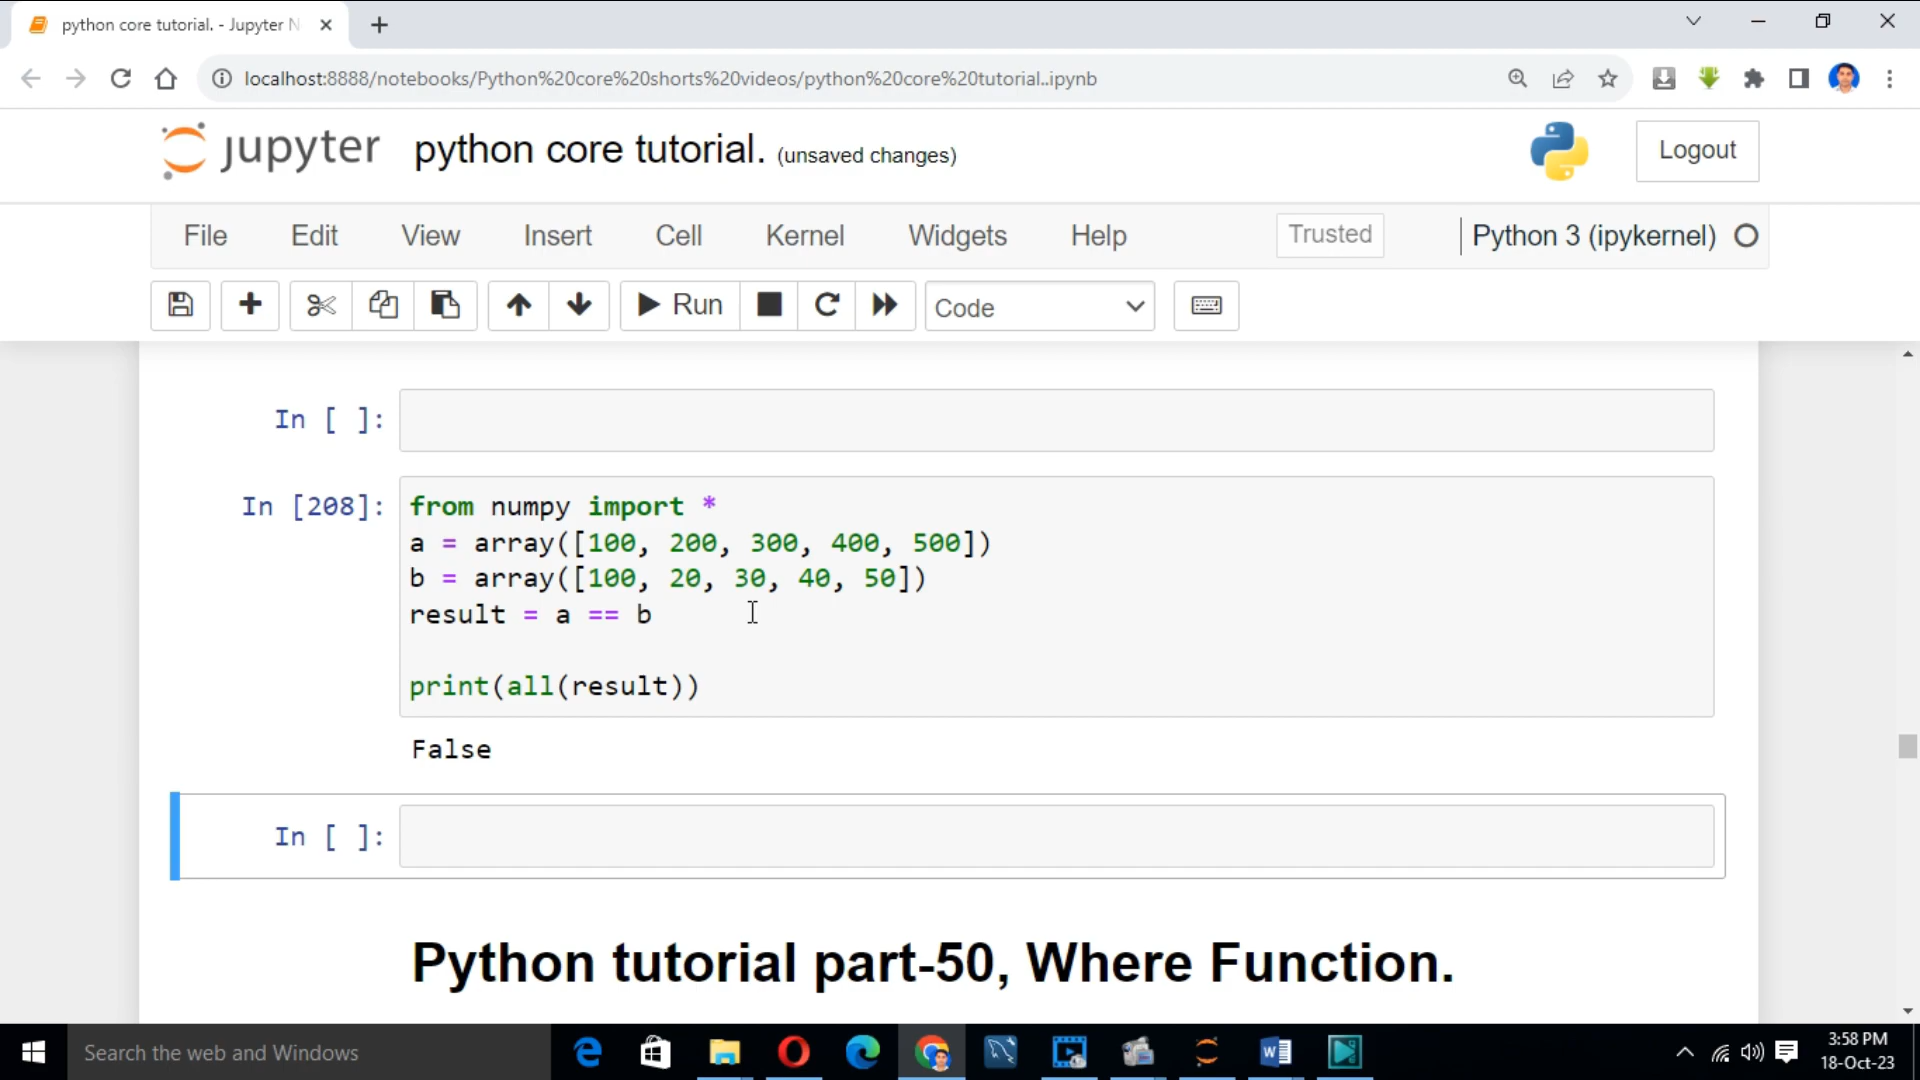 python core tutorial. - Jupyter N
localhost:8888/notebooks/Python%20core%20shorts%20videos/python%20core%20tutorial..ipynb
jupyter python core tutorial. (unsaved changes)
Logout
File Edit View Insert Cell Kernel Widgets Help Trusted Python 3 (ipykernel)
Run Code
In [ ]:
In [208]: from numpy import *
a = array([100, 200, 300, 400, 500])
b = array([100, 20, 30, 40, 50])
result = a == b
print(all(result))
False
In [ ]:
Python tutorial part-50, Where Function.
Search the web and Windows
3:58 PM
18-Oct-23